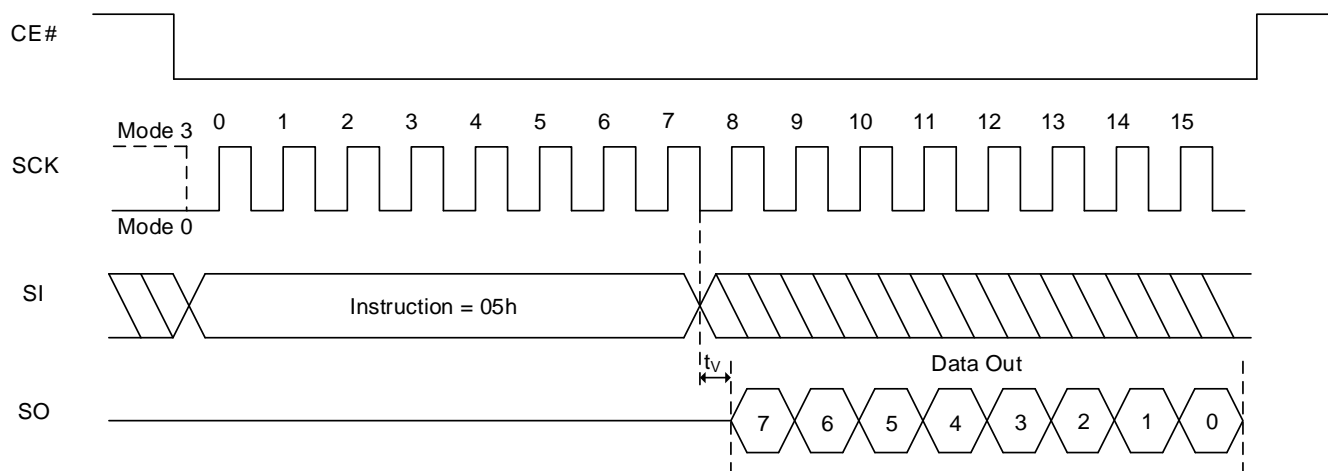 CE#
0 1 2 3 4 5 6 7 8 9 10 11 12 13 14 15
Mode 3
SCK
Mode 0
SI
Instruction = 05h
tV
Data Out
SO
7 6 5 4 3 2 1 0